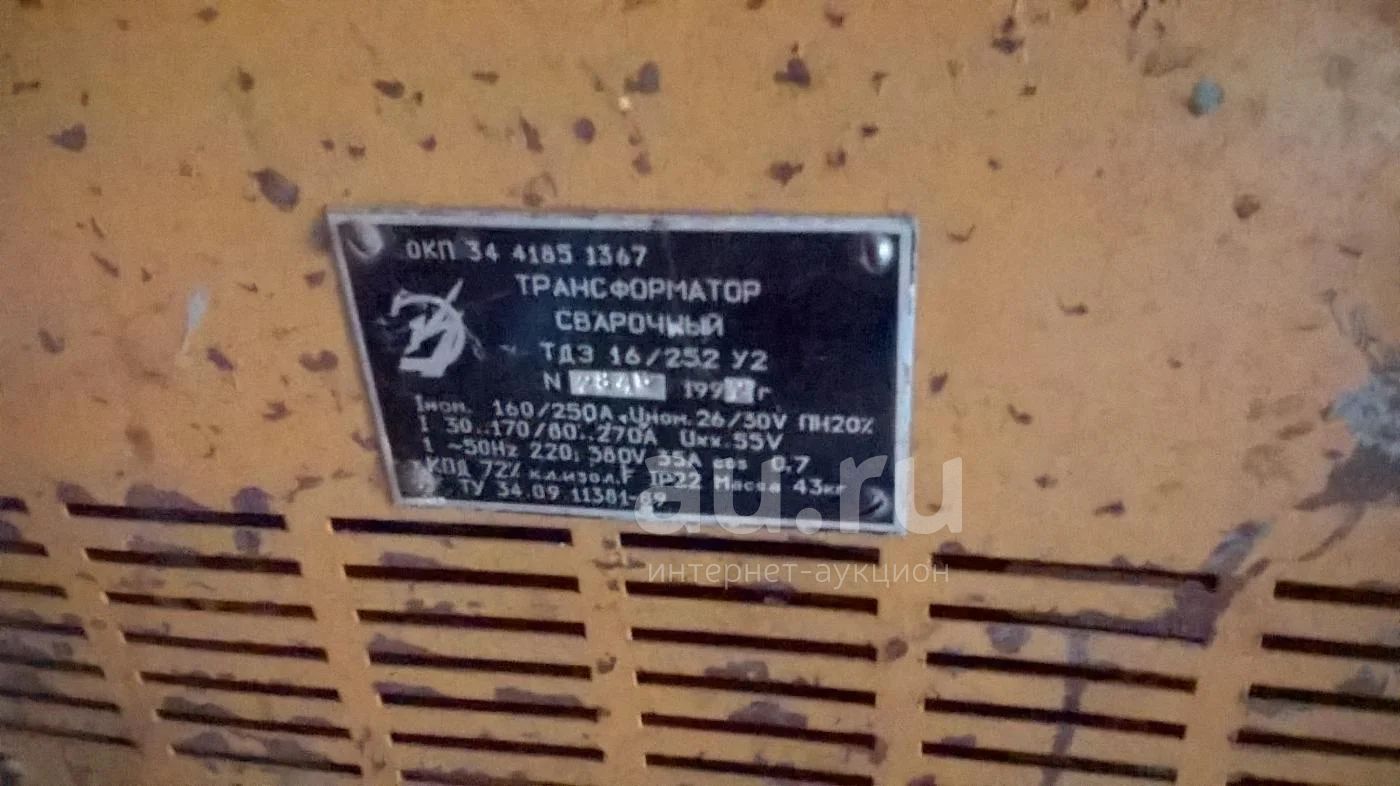 ОКП 34 4185 1367
ТРАНСФОРМАТОР
СВАРОЧНЫЙ
ТДЭ 16/252 У2
N 199 г
Iном. 160/250А, Uном. 26/30V ПН20%
I 30..170/60..270А Uхх. 55V
1 ~50Hz 220; 380V 35А cos 0,7
КПД 72% кл.изол. F IP22 Масса 43кг
ТУ 34.09 11381-89
au.ru
интернет-аукцион